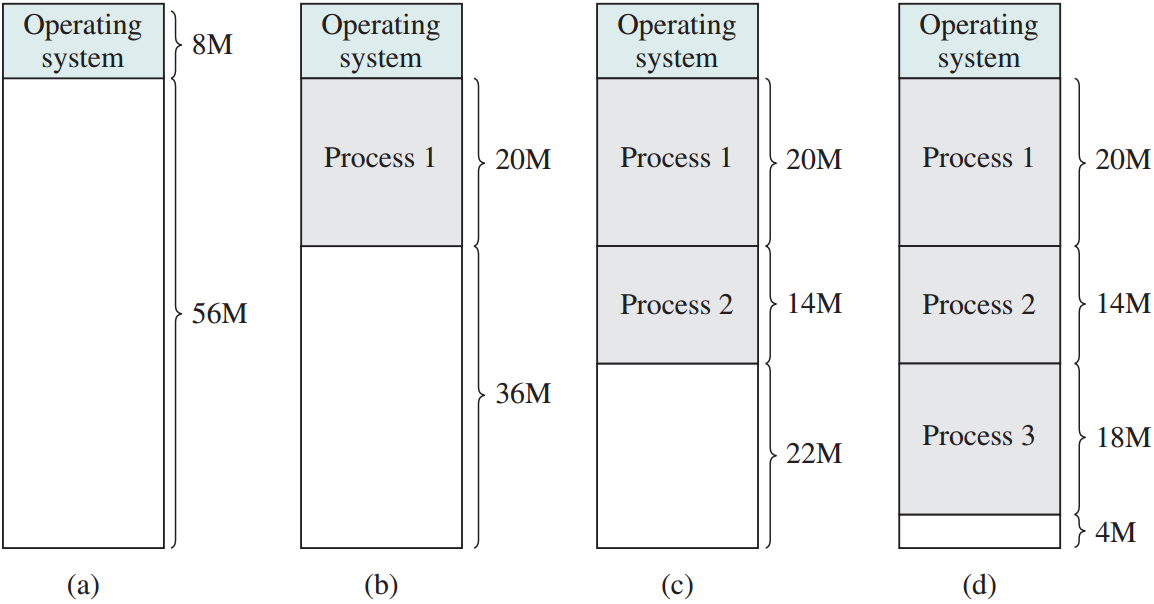 Operating
system
8M
56M
(a)
Operating
system
Process 1
20M
36M
(b)
Operating
system
Process 1
20M
Process 2
14M
22M
(c)
Operating
system
Process 1
20M
Process 2
14M
Process 3
18M
4M
(d)